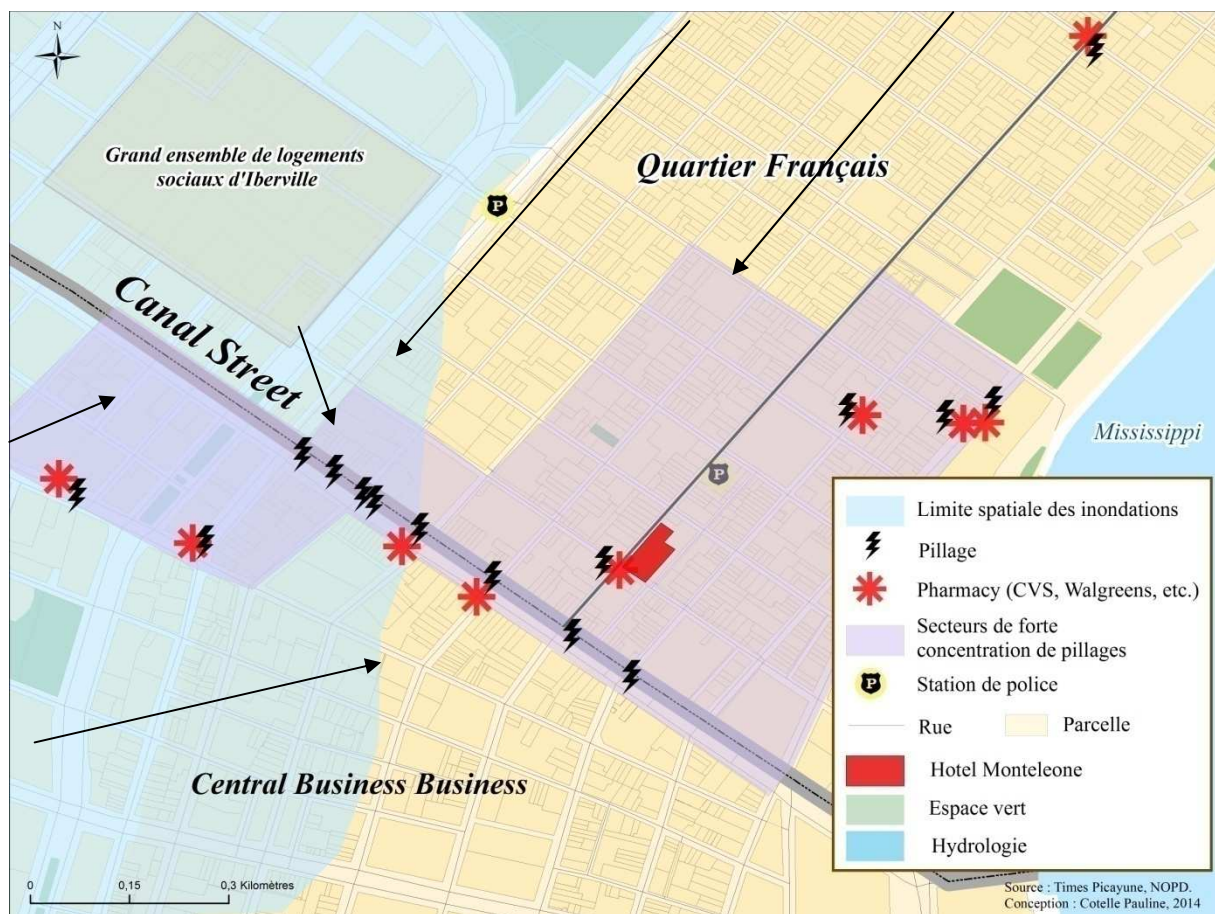 N
Grand ensemble de logements
sociaux d'Iberville
Quartier Français
P
Canal Street
Mississippi
P
Central Business Business
Limite spatiale des inondations
Pillage
Pharmacy (CVS, Walgreens, etc.)
Secteurs de forte
concentration de pillages
P
Station de police
Rue
Parcelle
Hotel Monteleone
Espace vert
Hydrologie
0
0,15
0,3 Kilomètres
Source : Times Picayune, NOPD.
Conception : Cotelle Pauline, 2014